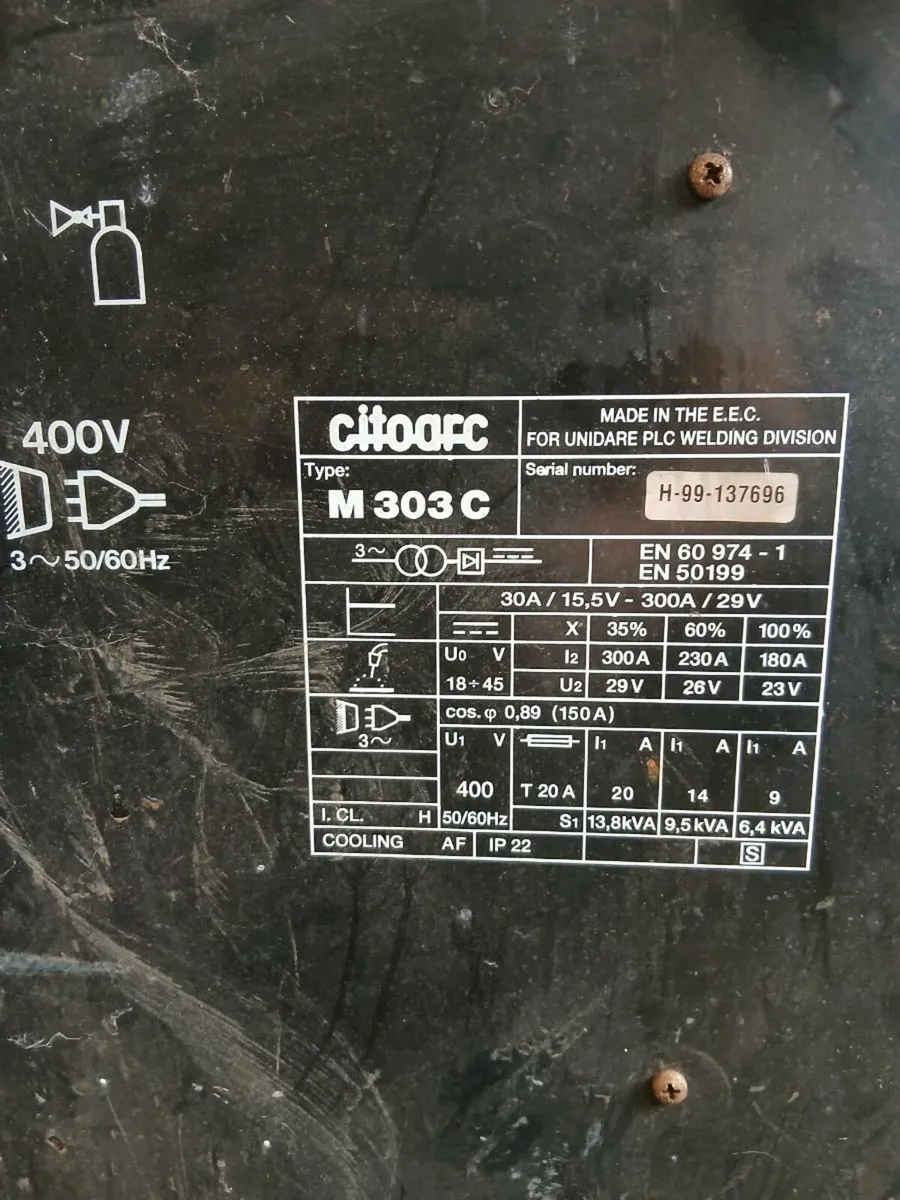 400V
3~50/60Hz
citoarc
MADE IN THE E.E.C.
FOR UNIDARE PLC WELDING DIVISION
Type:
M 303 C
Serial number:
H-99-137696
3~
EN 60 974 - 1
EN 50199
30A / 15,5V - 300A / 29V
X 35% 60% 100%
U0 V I2 300A 230A 180A
18÷45 U2 29V 26V 23V
cos. φ 0,89 (150A)
3~
U1 V I1 A I1 A I1 A
400 T 20 A 20 14 9
I. CL. H 50/60Hz S1 13,8kVA 9,5kVA 6,4 kVA
COOLING AF IP 22 S